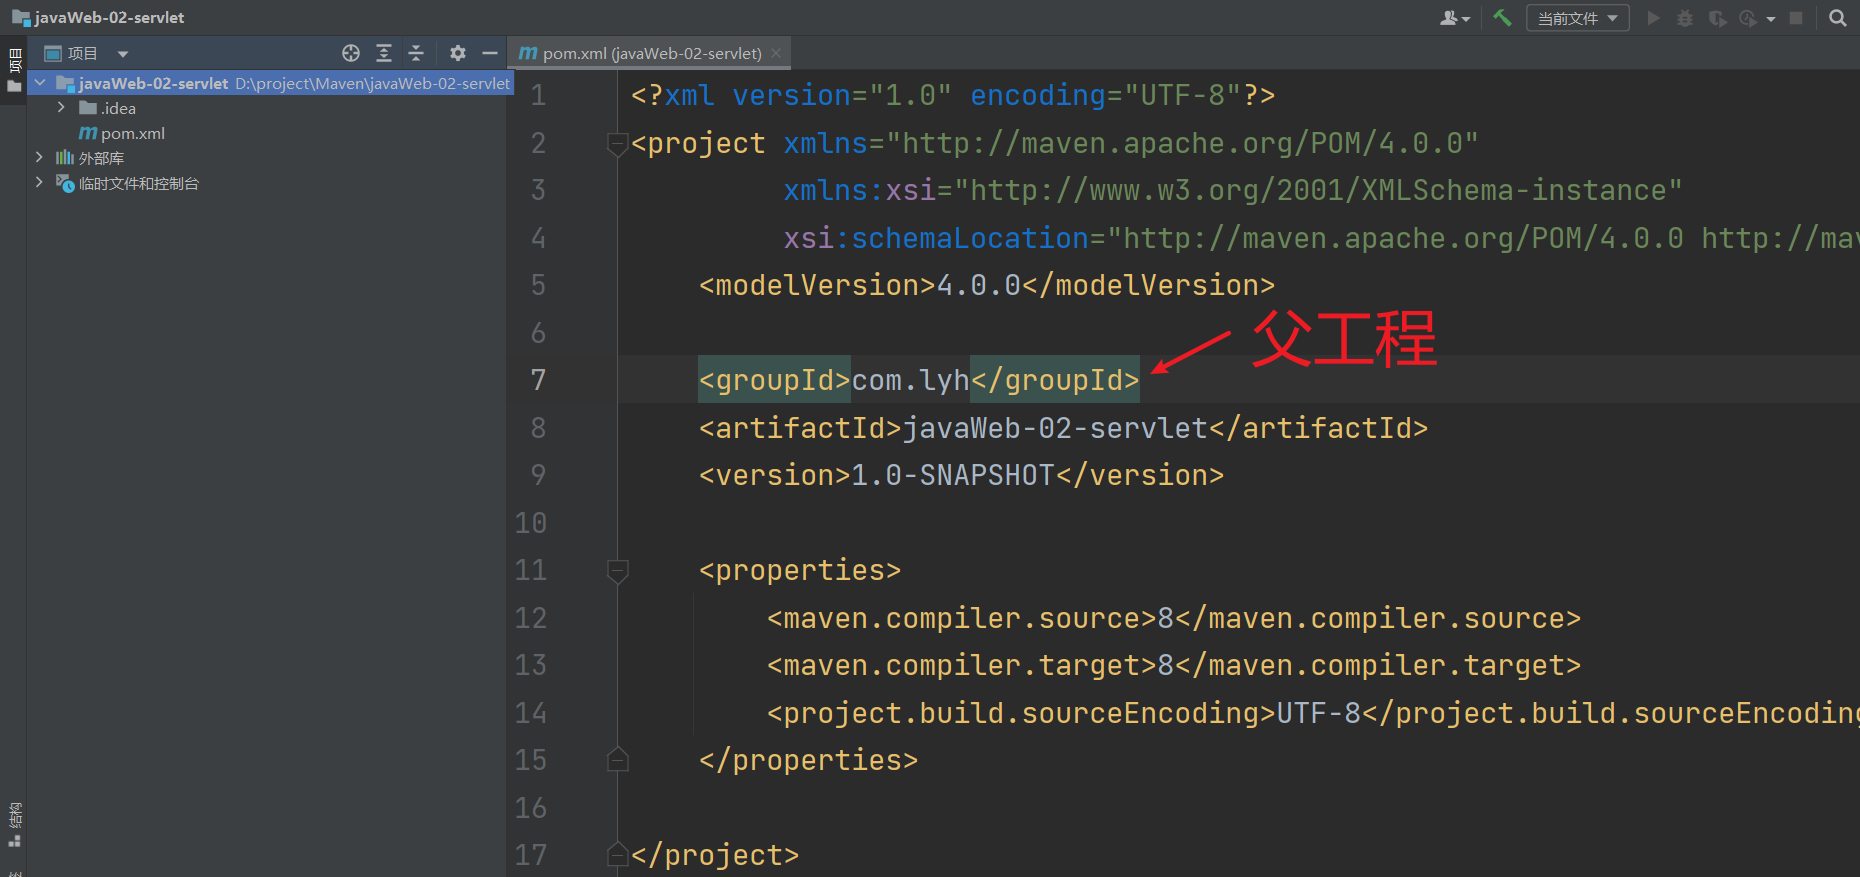 javaWeb-02-servlet
当前文件
项目
项目
pom.xml (javaWeb-02-servlet)
javaWeb-02-servlet D:\project\Maven\javaWeb-02-servlet
.idea
pom.xml
外部库
临时文件和控制台
结构
1 <?xml version="1.0" encoding="UTF-8"?>
2 <project xmlns="http://maven.apache.org/POM/4.0.0"
3 xmlns:xsi="http://www.w3.org/2001/XMLSchema-instance"
4 xsi:schemaLocation="http://maven.apache.org/POM/4.0.0 http://mav
5 <modelVersion>4.0.0</modelVersion>
6
父工程
7 <groupId>com.lyh</groupId>
8 <artifactId>javaWeb-02-servlet</artifactId>
9 <version>1.0-SNAPSHOT</version>
10
11 <properties>
12 <maven.compiler.source>8</maven.compiler.source>
13 <maven.compiler.target>8</maven.compiler.target>
14 <project.build.sourceEncoding>UTF-8</project.build.sourceEncoding
15 </properties>
16
17 </project>